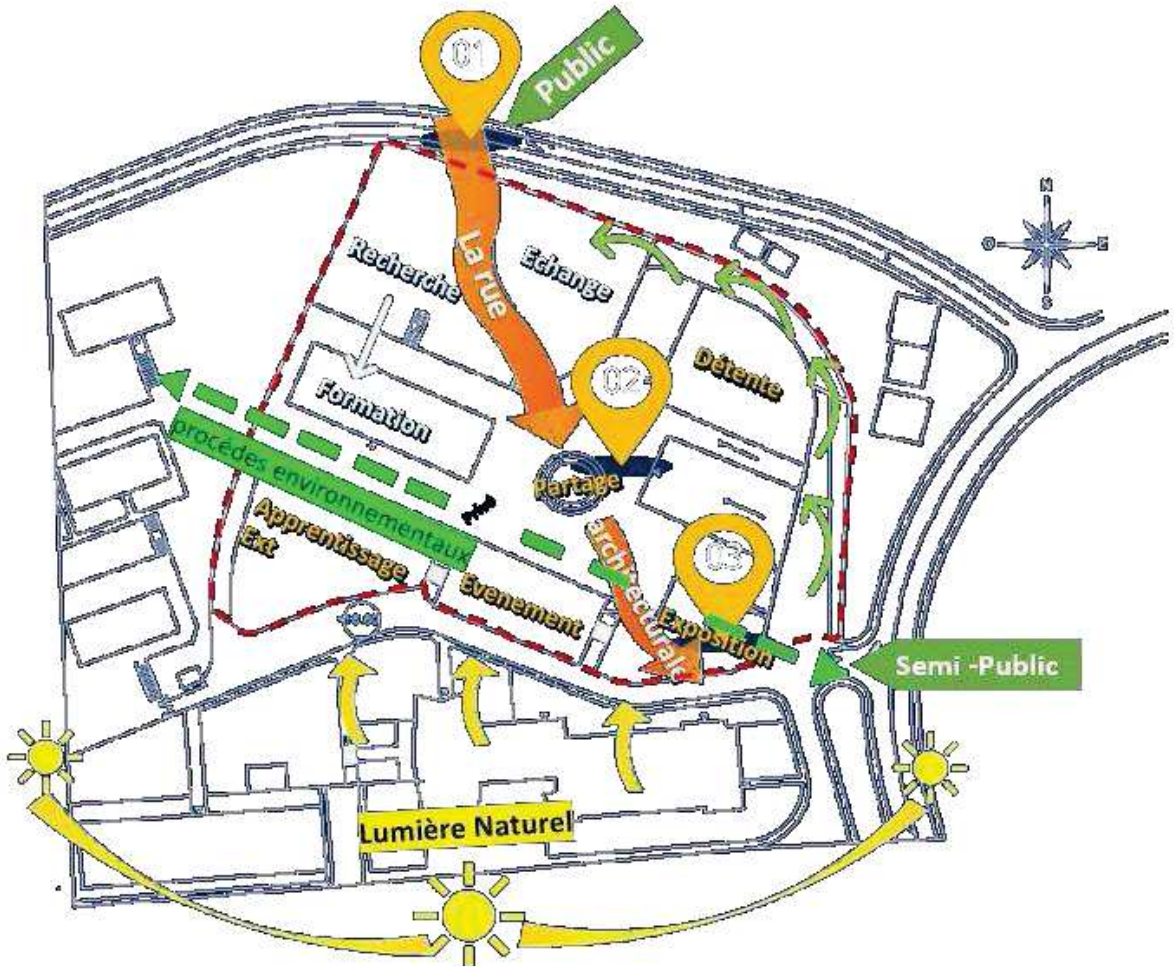 01
Public
N
O
E
S
La rue
Recherche
Echange
02
Détente
Formation
procédes environnementaux
Partage
architecturale
03
Apprentissage
Ext
Evenement
Exposition
Semi -Public
Lumière Naturel